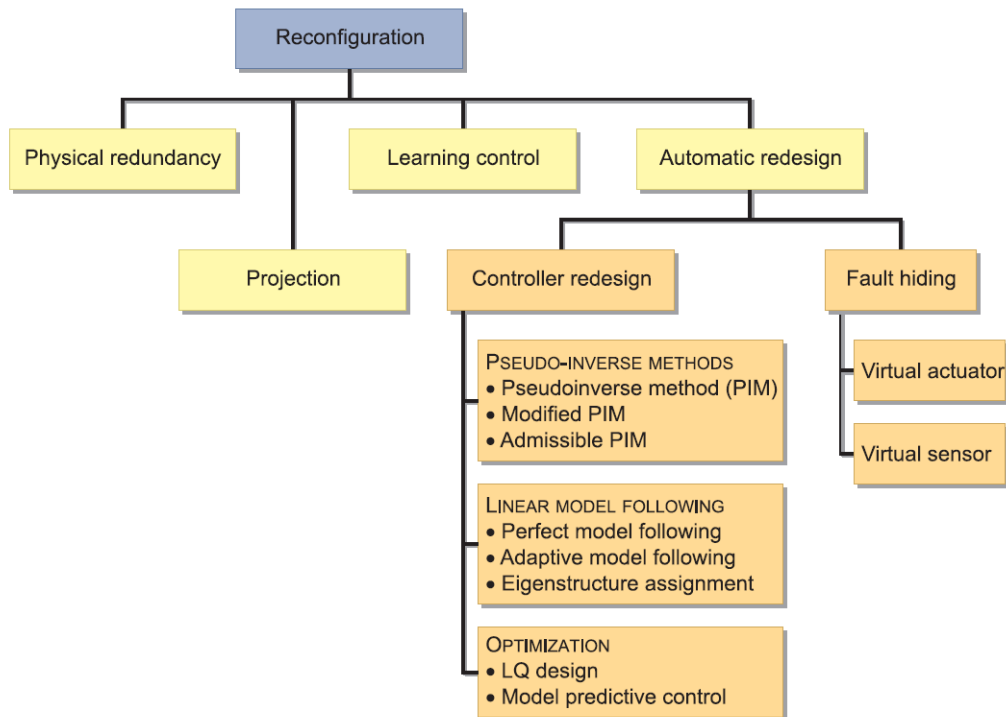 Reconfiguration
Physical redundancy
Learning control
Automatic redesign
Projection
Controller redesign
Fault hiding
PSEUDO-INVERSE METHODS
• Pseudoinverse method (PIM)
• Modified PIM
• Admissible PIM
Virtual actuator
Virtual sensor
LINEAR MODEL FOLLOWING
• Perfect model following
• Adaptive model following
• Eigenstructure assignment
OPTIMIZATION
• LQ design
• Model predictive control